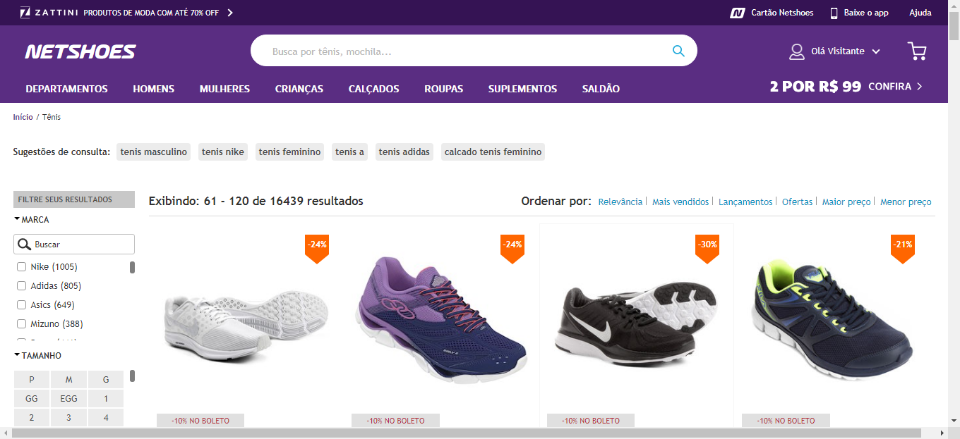 ZATTINI PRODUTOS DE MODA COM ATÉ 70% OFF
Cartão Netshoes
Baixe o app
Ajuda
NETSHOES
Busca por tênis, mochila...
Olá Visitante
DEPARTAMENTOS HOMENS MULHERES CRIANÇAS CALÇADOS ROUPAS SUPLEMENTOS SALDÃO
2 POR R$ 99 CONFIRA
Início / Tênis
Sugestões de consulta: tenis masculino tenis nike tenis feminino tenis a tenis adidas calcado tenis feminino
FILTRE SEUS RESULTADOS
MARCA
Buscar
Nike (1005)
Adidas (805)
Asics (649)
Mizuno (388)
TAMANHO
P M G
GG EGG 1
2 3 4
Exibindo: 61 - 120 de 16439 resultados
Ordenar por: Relevância Mais vendidos Lançamentos Ofertas Maior preço Menor preço
-24% -24% -30% -21%
-10% NO BOLETO -10% NO BOLETO -10% NO BOLETO -10% NO BOLETO